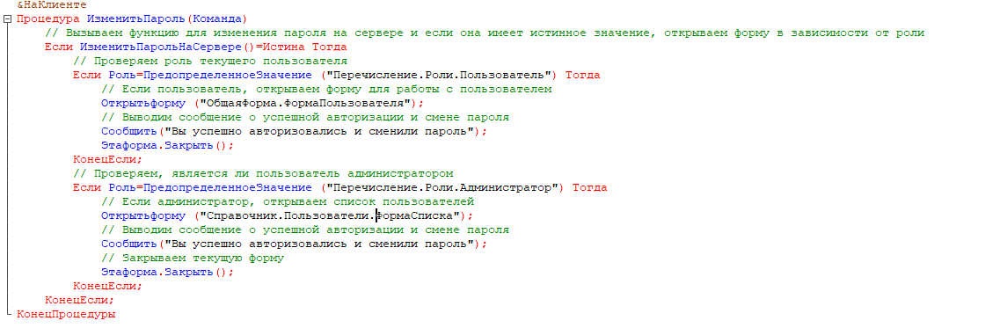 &НаКлиенте
Процедура ИзменитьПароль(Команда)
// Вызываем функцию для изменения пароля на сервере и если она имеет истинное значение, открываем форму в зависимости от роли
Если ИзменитьПарольНаСервере()=Истина Тогда
// Проверяем роль текущего пользователя
Если Роль=ПредопределенноеЗначение ("Перечисление.Роли.Пользователь") Тогда
// Если пользователь, открываем форму для работы с пользователем
Открытьформу ("ОбщаяФорма.ФормаПользователя");
// Выводим сообщение о успешной авторизации и смене пароля
Сообщить("Вы успешно авторизовались и сменили пароль");
Этаформа.Закрыть();
КонецЕсли;
// Проверяем, является ли пользователь администратором
Если Роль=ПредопределенноеЗначение ("Перечисление.Роли.Администратор") Тогда
// Если администратор, открываем список пользователей
Открытьформу ("Справочник.Пользователи.ФормаСписка");
// Выводим сообщение о успешной авторизации и смене пароля
Сообщить("Вы успешно авторизовались и сменили пароль");
// Закрываем текущую форму
Этаформа.Закрыть();
КонецЕсли;
КонецЕсли;
КонецПроцедуры